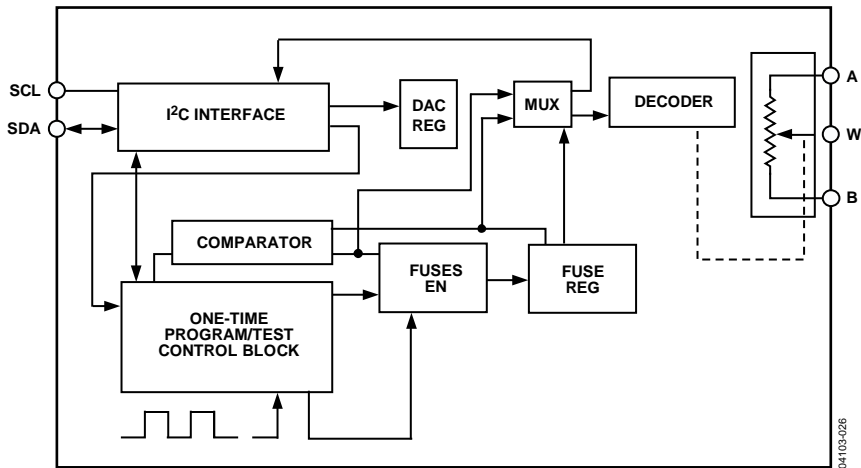 SCL
SDA
I2C INTERFACE
DAC
REG
MUX
DECODER
A
W
B
COMPARATOR
FUSES
EN
FUSE
REG
ONE-TIME
PROGRAM/TEST
CONTROL BLOCK
04103-026